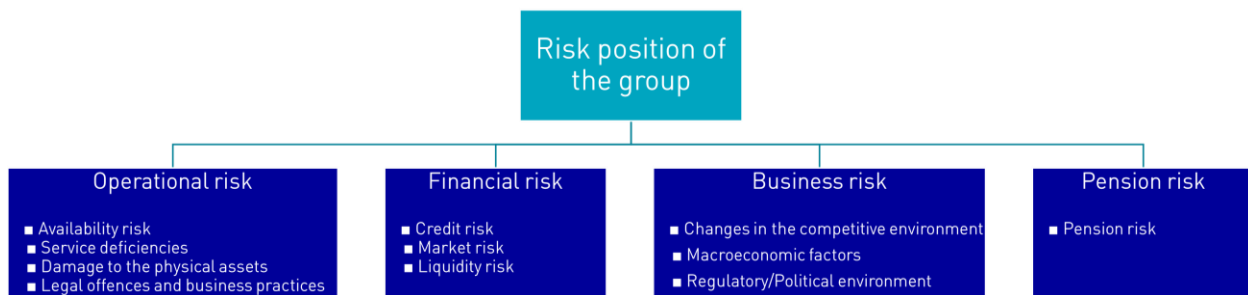 Risk position of
the group
Operational risk
■ Availability risk
■ Service deficiencies
■ Damage to the physical assets
■ Legal offences and business practices
Financial risk
■ Credit risk
■ Market risk
■ Liquidity risk
Business risk
■ Changes in the competitive environment
■ Macroeconomic factors
■ Regulatory/Political environment
Pension risk
■ Pension risk